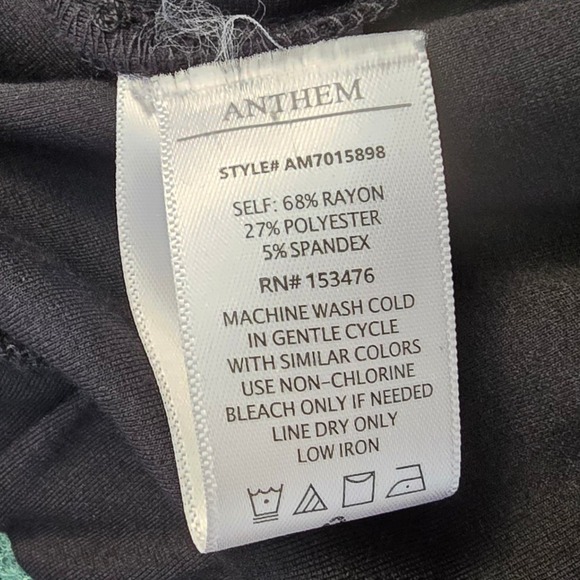 ANTHEM
STYLE# AM7015898
SELF: 68% RAYON
27% POLYESTER
5% SPANDEX
RN# 153476
MACHINE WASH COLD
IN GENTLE CYCLE
WITH SIMILAR COLORS
USE NON-CHLORINE
BLEACH ONLY IF NEEDED
LINE DRY ONLY
LOW IRON